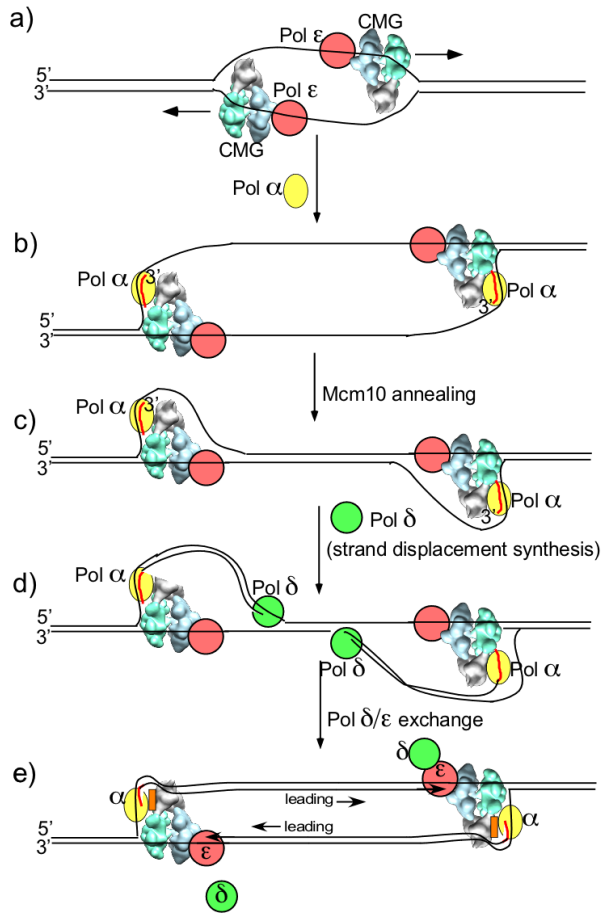 a)
Pol ε
CMG
5’
3’
Pol ε
CMG
Pol α
b)
Pol α
3’
3’
Pol α
5’
3’
Mcm10 annealing
c)
Pol α
3’
5’
3’
3’
Pol α
Pol δ
(strand displacement synthesis)
d)
Pol α
Pol δ
5’
3’
Pol δ
Pol α
Pol δ/ε exchange
e)
δ
ε
α
leading
α
leading
5’
3’
ε
δ